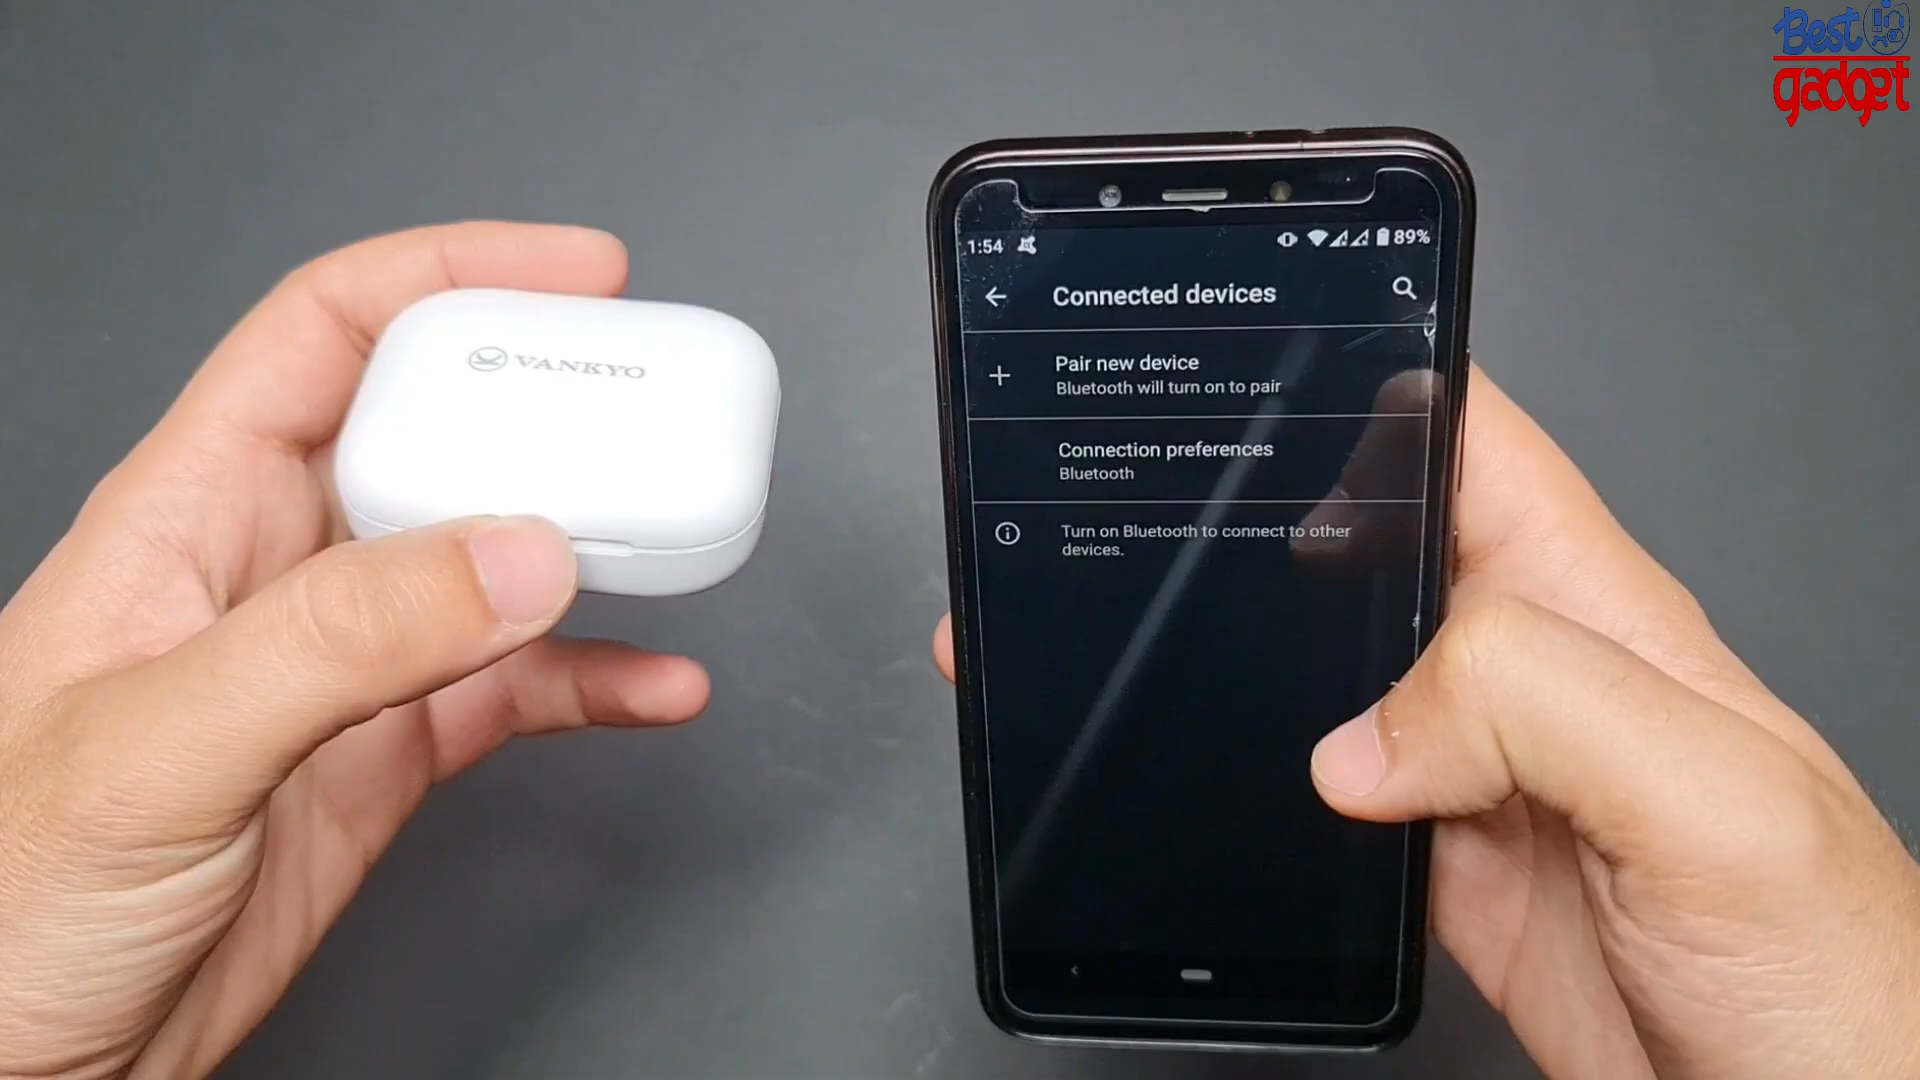 Best in
gadget
VANKYO
1:54
89%
Connected devices
Pair new device
Bluetooth will turn on to pair
Connection preferences
Bluetooth
Turn on Bluetooth to connect to other
devices.